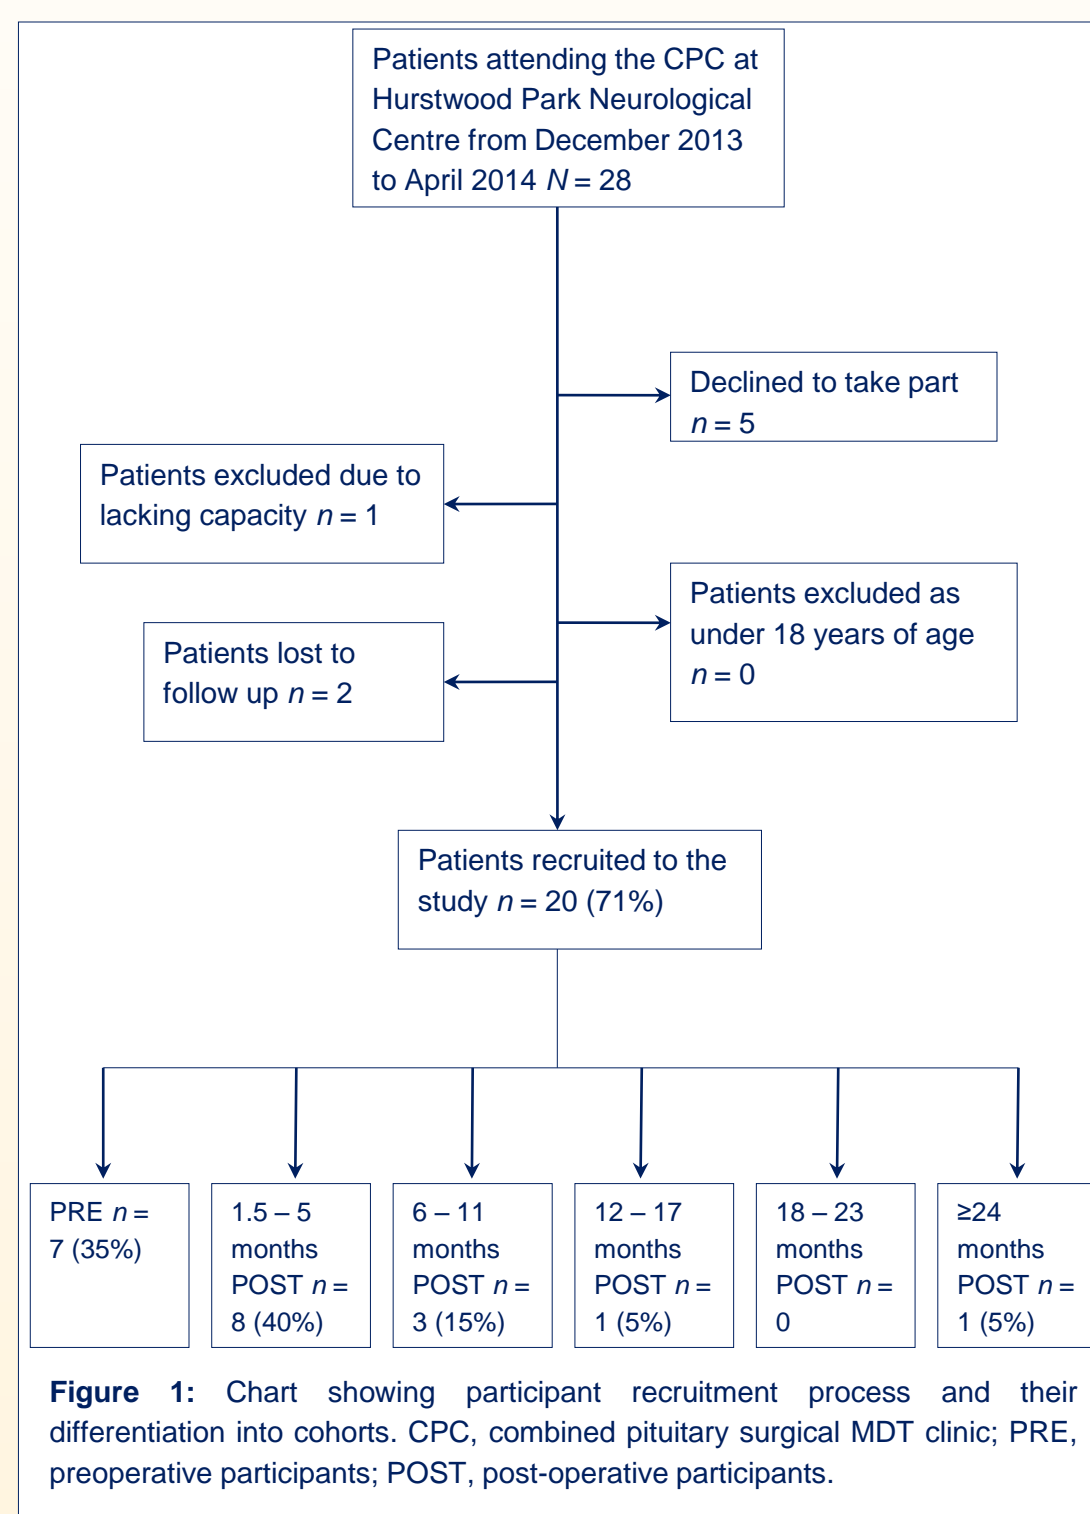 Patients attending the CPC at
Hurstwood Park Neurological
Centre from December 2013
to April 2014 N = 28
Declined to take part
n = 5
Patients excluded due to
lacking capacity n = 1
Patients excluded as
under 18 years of age
n = 0
Patients lost to
follow up n = 2
Patients recruited to the
study n = 20 (71%)
PRE n =
7 (35%)
1.5 – 5
months
POST n =
8 (40%)
6 – 11
months
POST n =
3 (15%)
12 – 17
months
POST n =
1 (5%)
18 – 23
months
POST n =
0
≥24
months
POST n =
1 (5%)
Figure 1: Chart showing participant recruitment process and their
differentiation into cohorts. CPC, combined pituitary surgical MDT clinic; PRE,
preoperative participants; POST, post-operative participants.